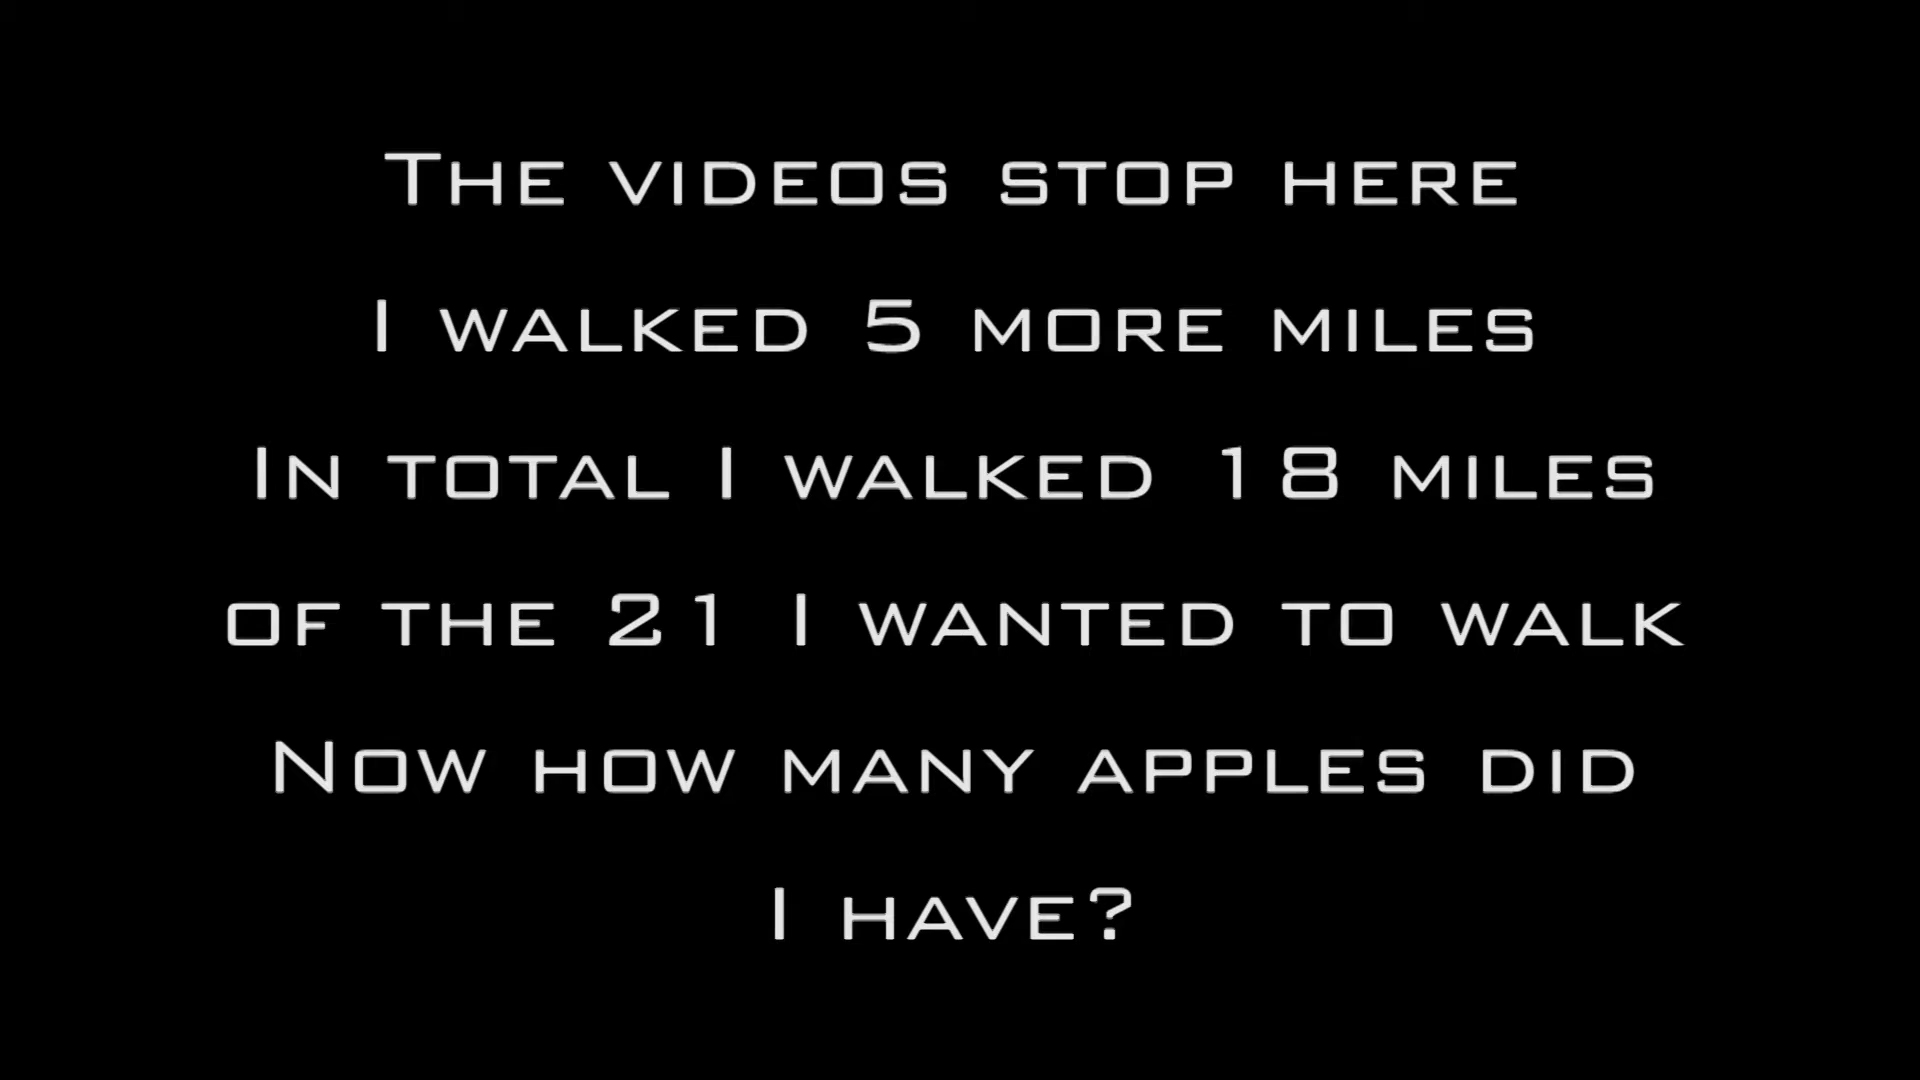 The videos stop here
I walked 5 more miles
In total I walked 18 miles
of the 21 I wanted to walk
Now how many apples did
I have?